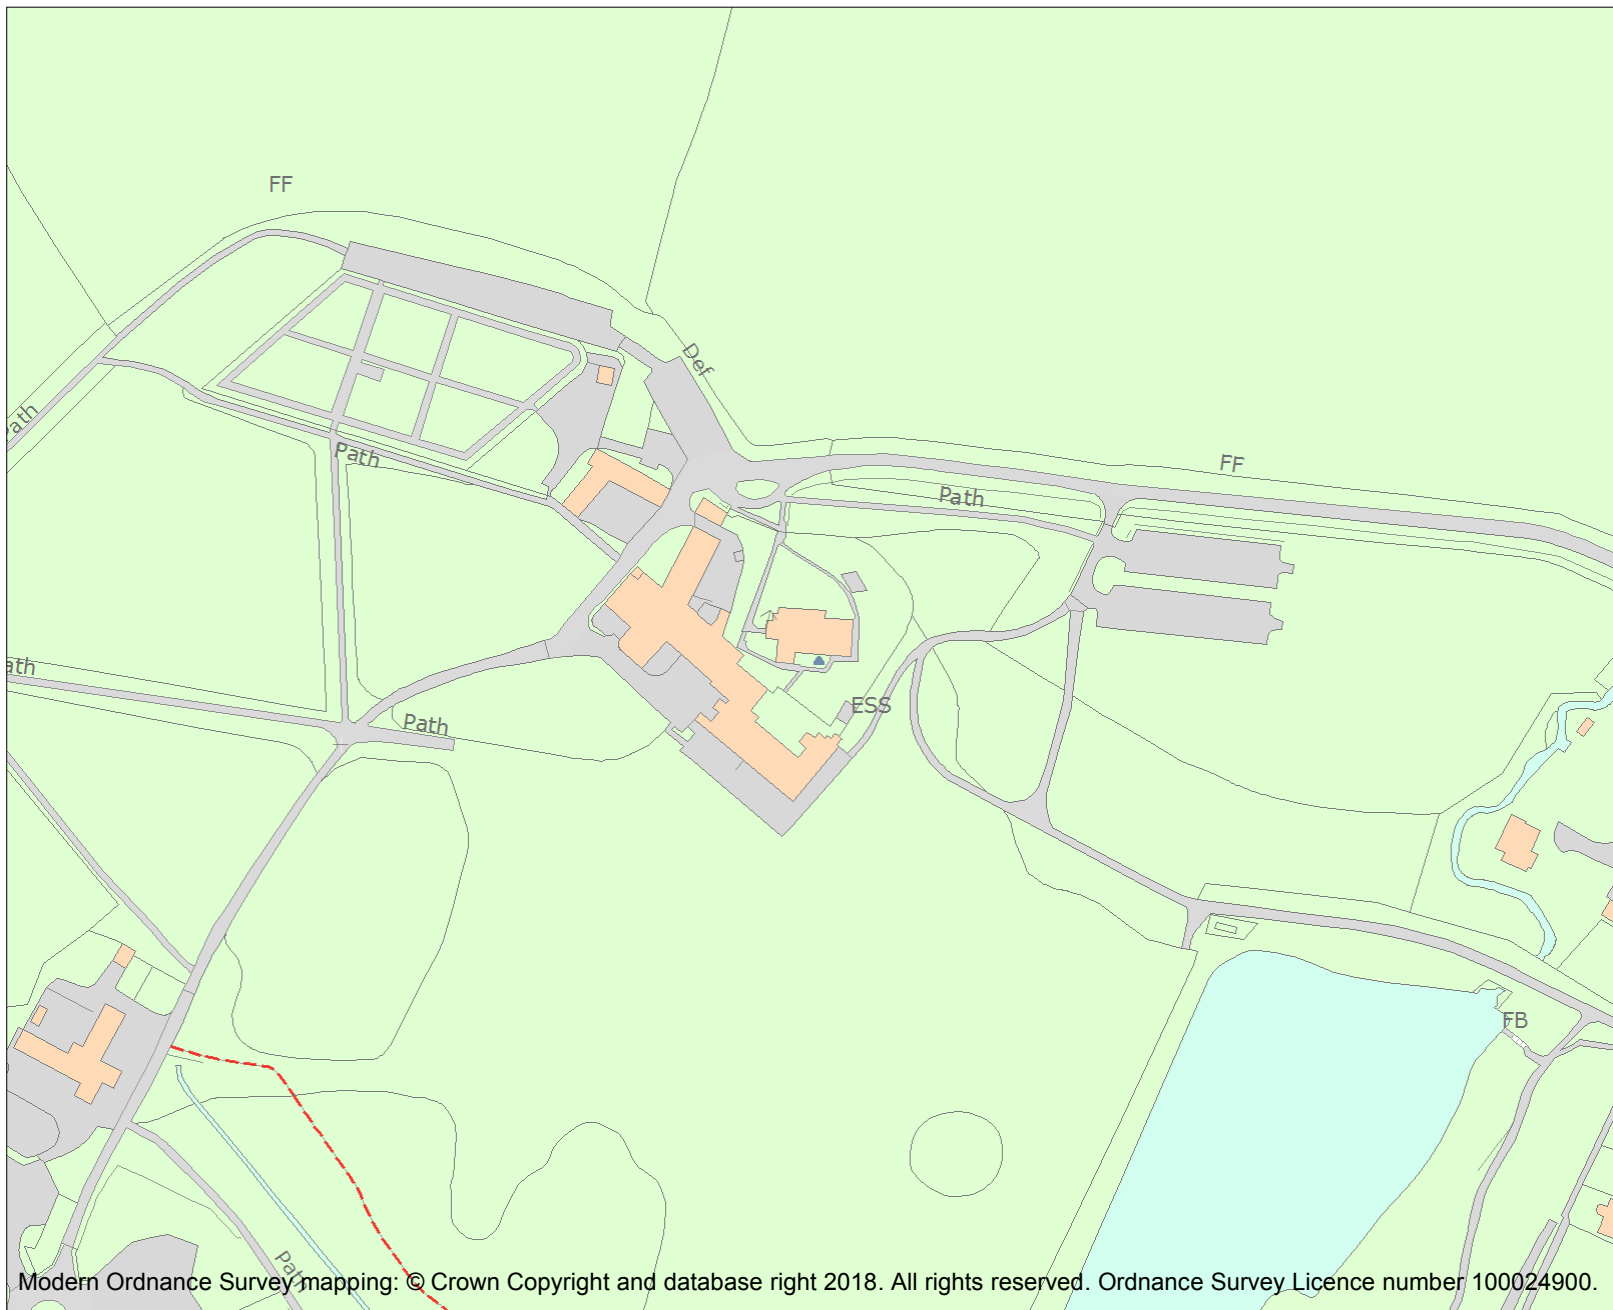 FF
Def
Path
Path
FF
Path
ath
ESS
Path
FB
Path
Modern Ordnance Survey mapping: © Crown Copyright and database right 2018. All rights reserved. Ordnance Survey Licence number 100024900.